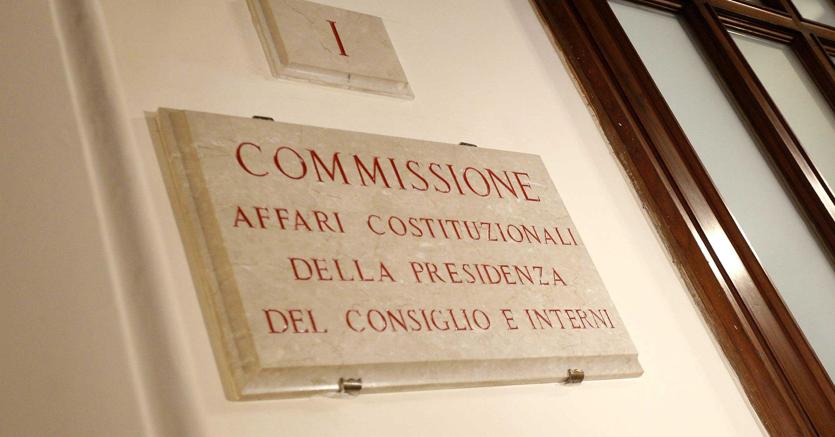 I
COMMISSIONE
AFFARI COSTITUZIONALI
DELLA PRESIDENZA
DEL CONSIGLIO E INTERNI